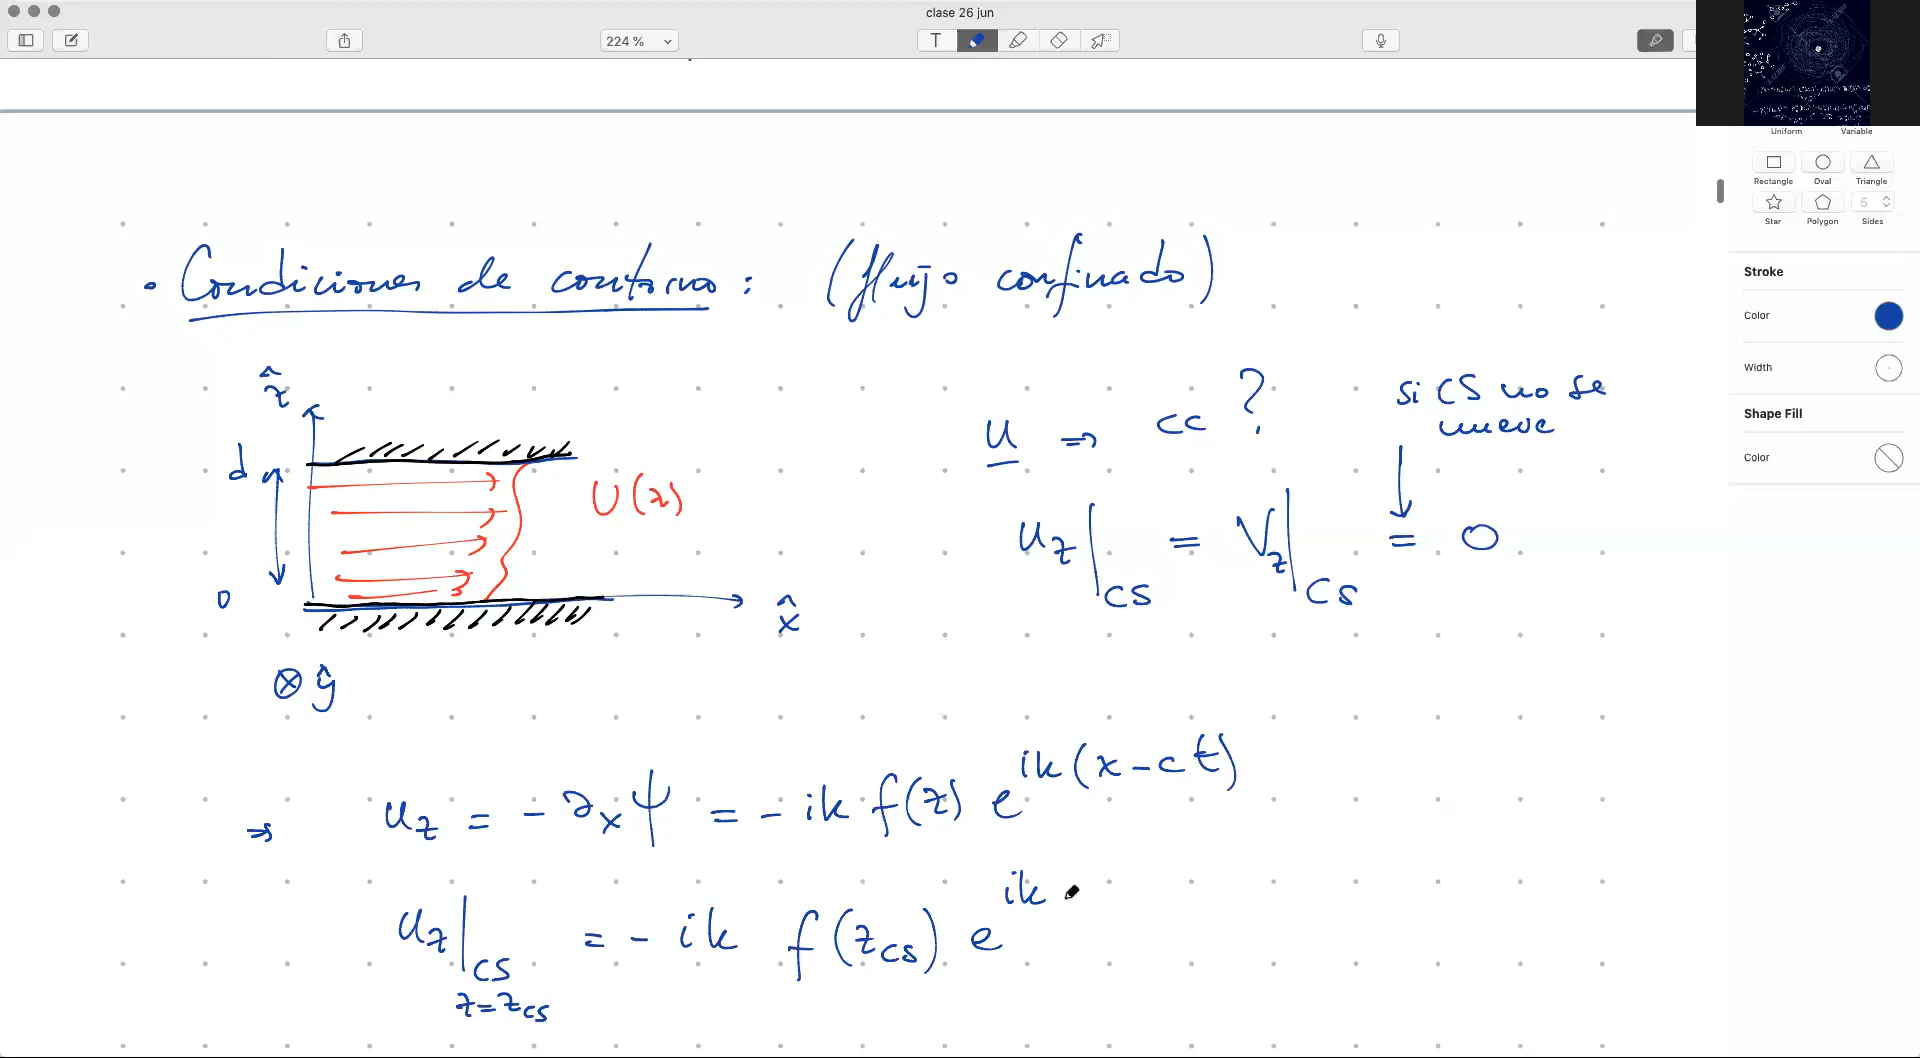 clase 26 jun
224 %
T
Uniform Variable
Rectangle Oval Triangle
5
Star Polygon Sides
Stroke
Color
Width
Shape Fill
Color
• Condiciones de contorno : (flujo confinado)
ẑ
d
0
U(z)
x̂
⊗ ŷ
u ⇒ cc ?
si CS no se
mueve
u_z|_CS = V_z|_CS = 0
⇒ u_z = - ∂_x ψ = - ik f(z) e^{ik(x-ct)}
u_z|_CS = - ik f(z_CS) e^{ik
z=z_CS